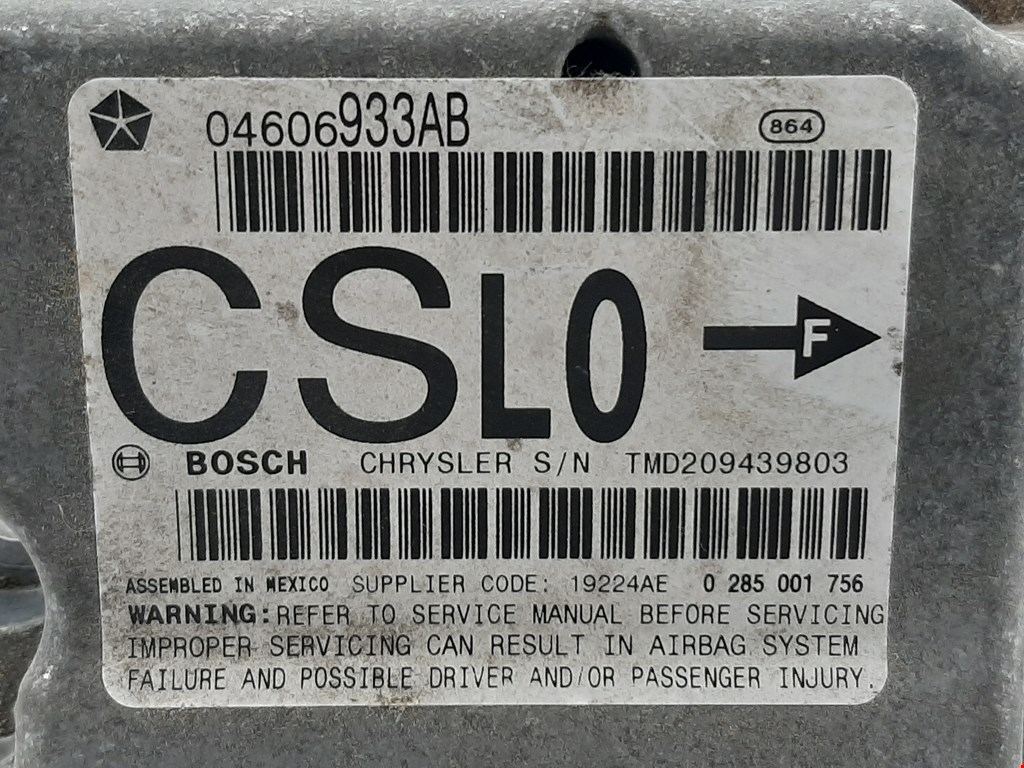 04606933AB
864
CSL0
F
BOSCH CHRYSLER S/N TMD209439803
ASSEMBLED IN MEXICO SUPPLIER CODE: 19224AE 0 285 001 756
WARNING: REFER TO SERVICE MANUAL BEFORE SERVICING
IMPROPER SERVICING CAN RESULT IN AIRBAG SYSTEM
FAILURE AND POSSIBLE DRIVER AND/OR PASSENGER INJURY.